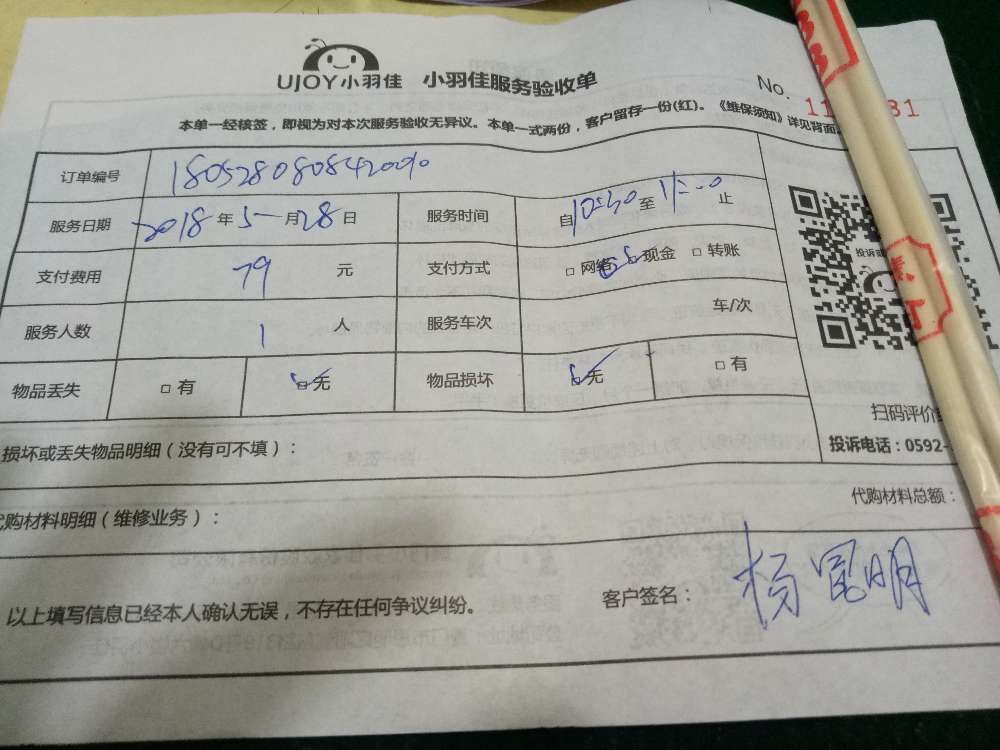 UJOY小羽佳 小羽佳服务验收单
No. 11 31
本单一经核签，即视为对本次服务验收无异议。本单一式两份，客户留存一份(红)。《维保须知》详见背面
订单编号
服务日期 2018年5月28日 服务时间 自10:30至 止
支付费用 79 元 支付方式 □网络 □现金 □转账
服务人数 1 人 服务车次 车/次
物品丢失 □有 □无 物品损坏 □无 □有
投诉
扫码评价
损坏或丢失物品明细（没有可不填）：
投诉电话：0592-
购材料明细（维修业务）：
代购材料总额：
以上填写信息已经本人确认无误，不存在任何争议纠纷。
客户签名： 杨昆明